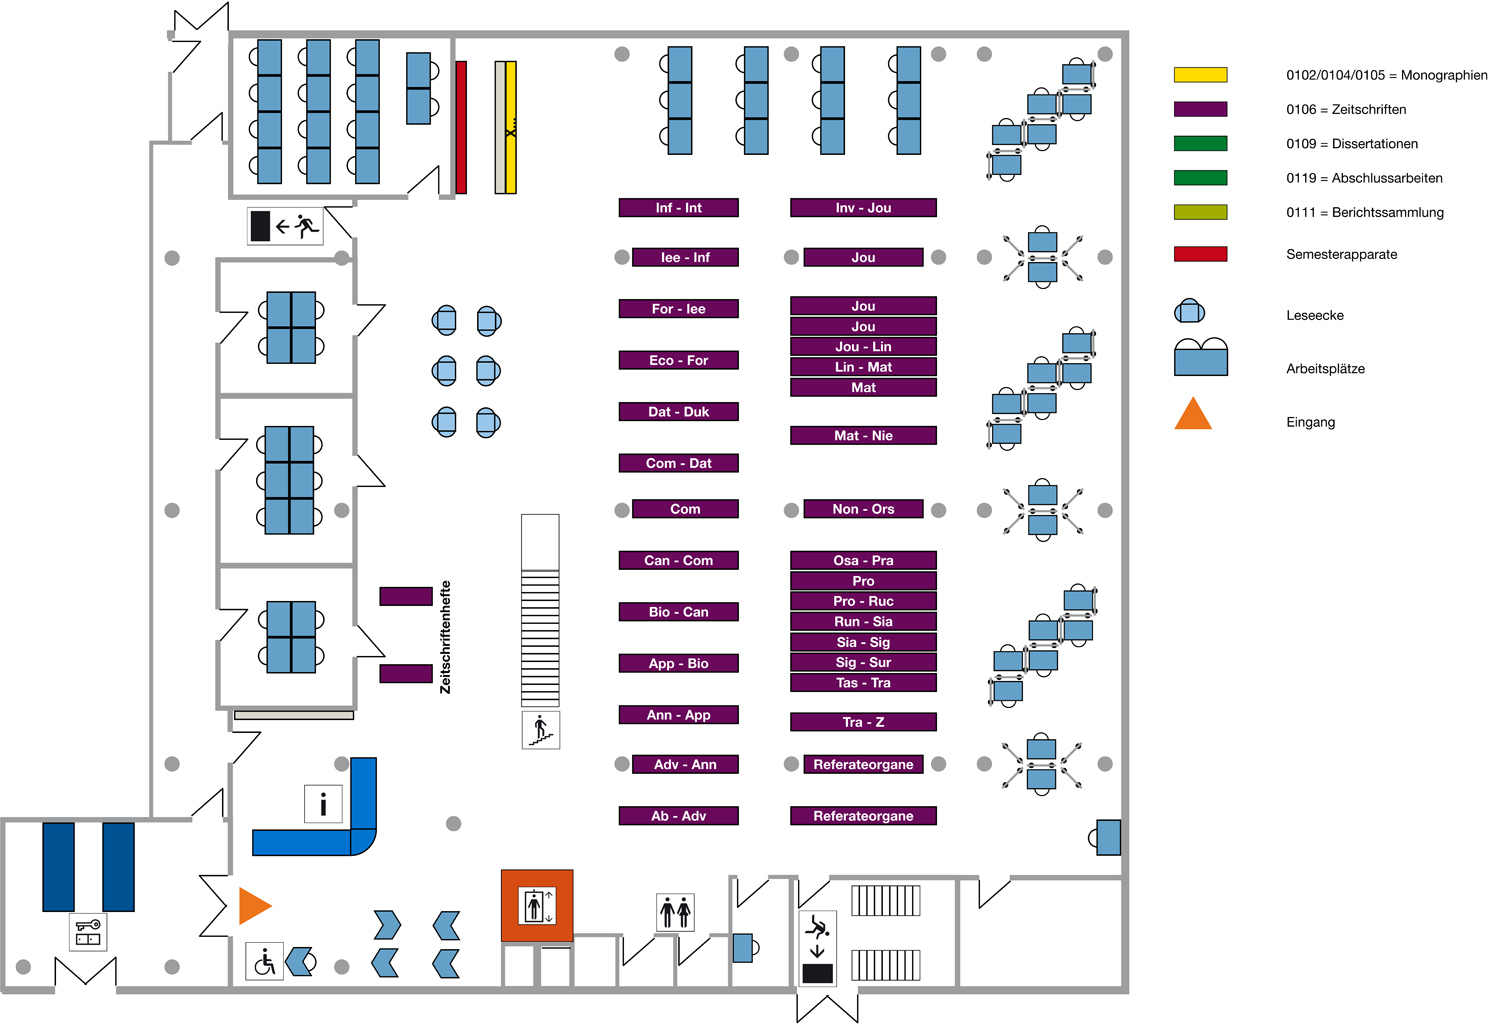 X...
Inf - Int
Iee - Inf
For - Iee
Eco - For
Dat - Duk
Com - Dat
Com
Can - Com
Bio - Can
App - Bio
Ann - App
Adv - Ann
Ab - Adv
Inv - Jou
Jou
Jou
Jou
Jou - Lin
Lin - Mat
Mat
Mat - Nie
Non - Ors
Osa - Pra
Pro
Pro - Ruc
Run - Sia
Sia - Sig
Sig - Sur
Tas - Tra
Tra - Z
Referateorgane
Referateorgane
Zeitschriftenhefte
i
0102/0104/0105 = Monographien
0106 = Zeitschriften
0109 = Dissertationen
0119 = Abschlussarbeiten
0111 = Berichtssammlung
Semesterapparate
Leseecke
Arbeitsplätze
Eingang